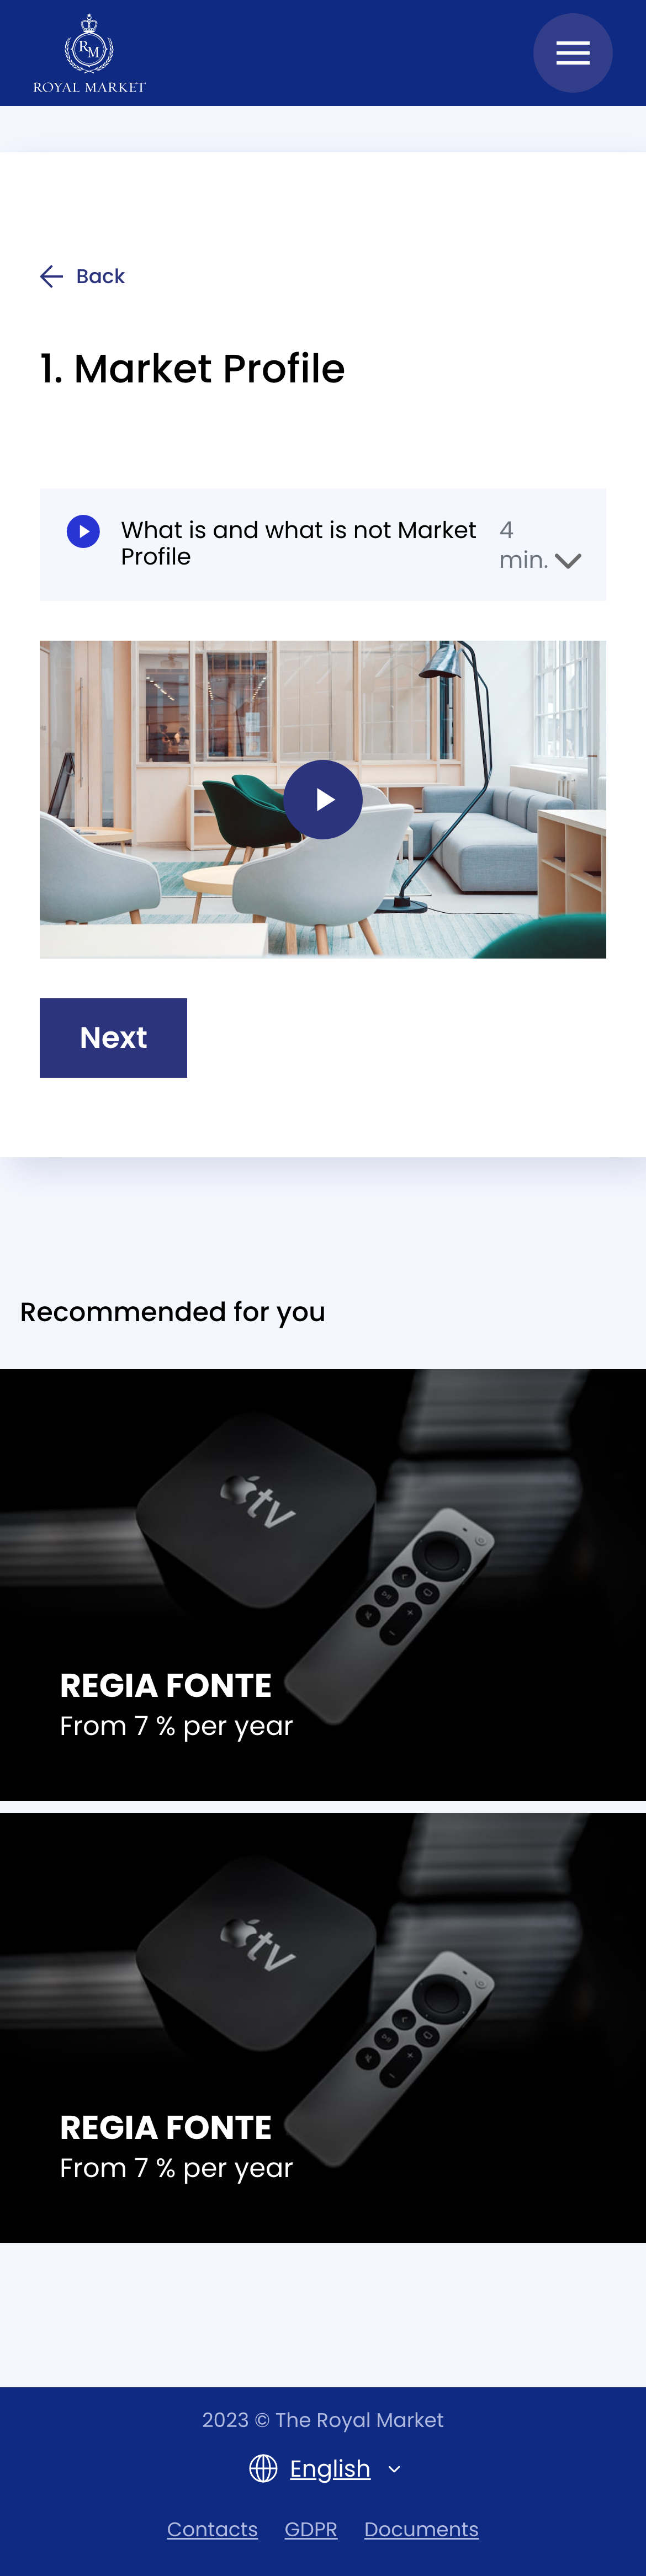 RM
ROYAL MARKET
Back
1. Market Profile
What is and what is not Market
Profile
4
min.
Next
Recommended for you
tv
REGIA FONTE
From 7 % per year
tv
REGIA FONTE
From 7 % per year
2023 © The Royal Market
English
Contacts GDPR Documents